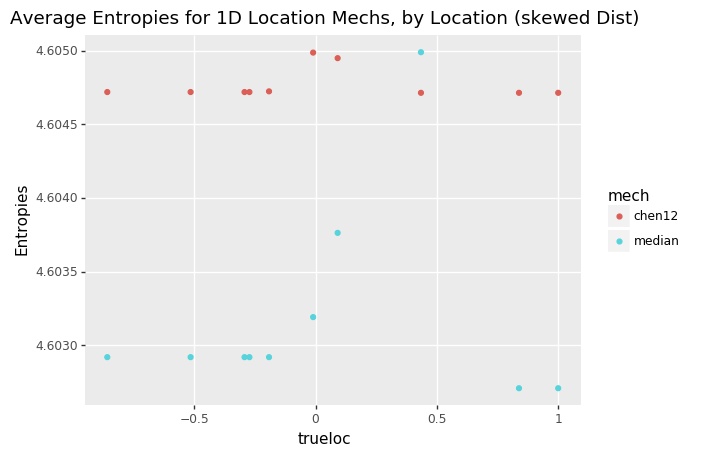 Average Entropies for 1D Location Mechs, by Location (skewed Dist)
4.6050
4.6045
4.6040
4.6035
4.6030
Entropies
−0.5
0
0.5
1
trueloc
mech
chen12
median